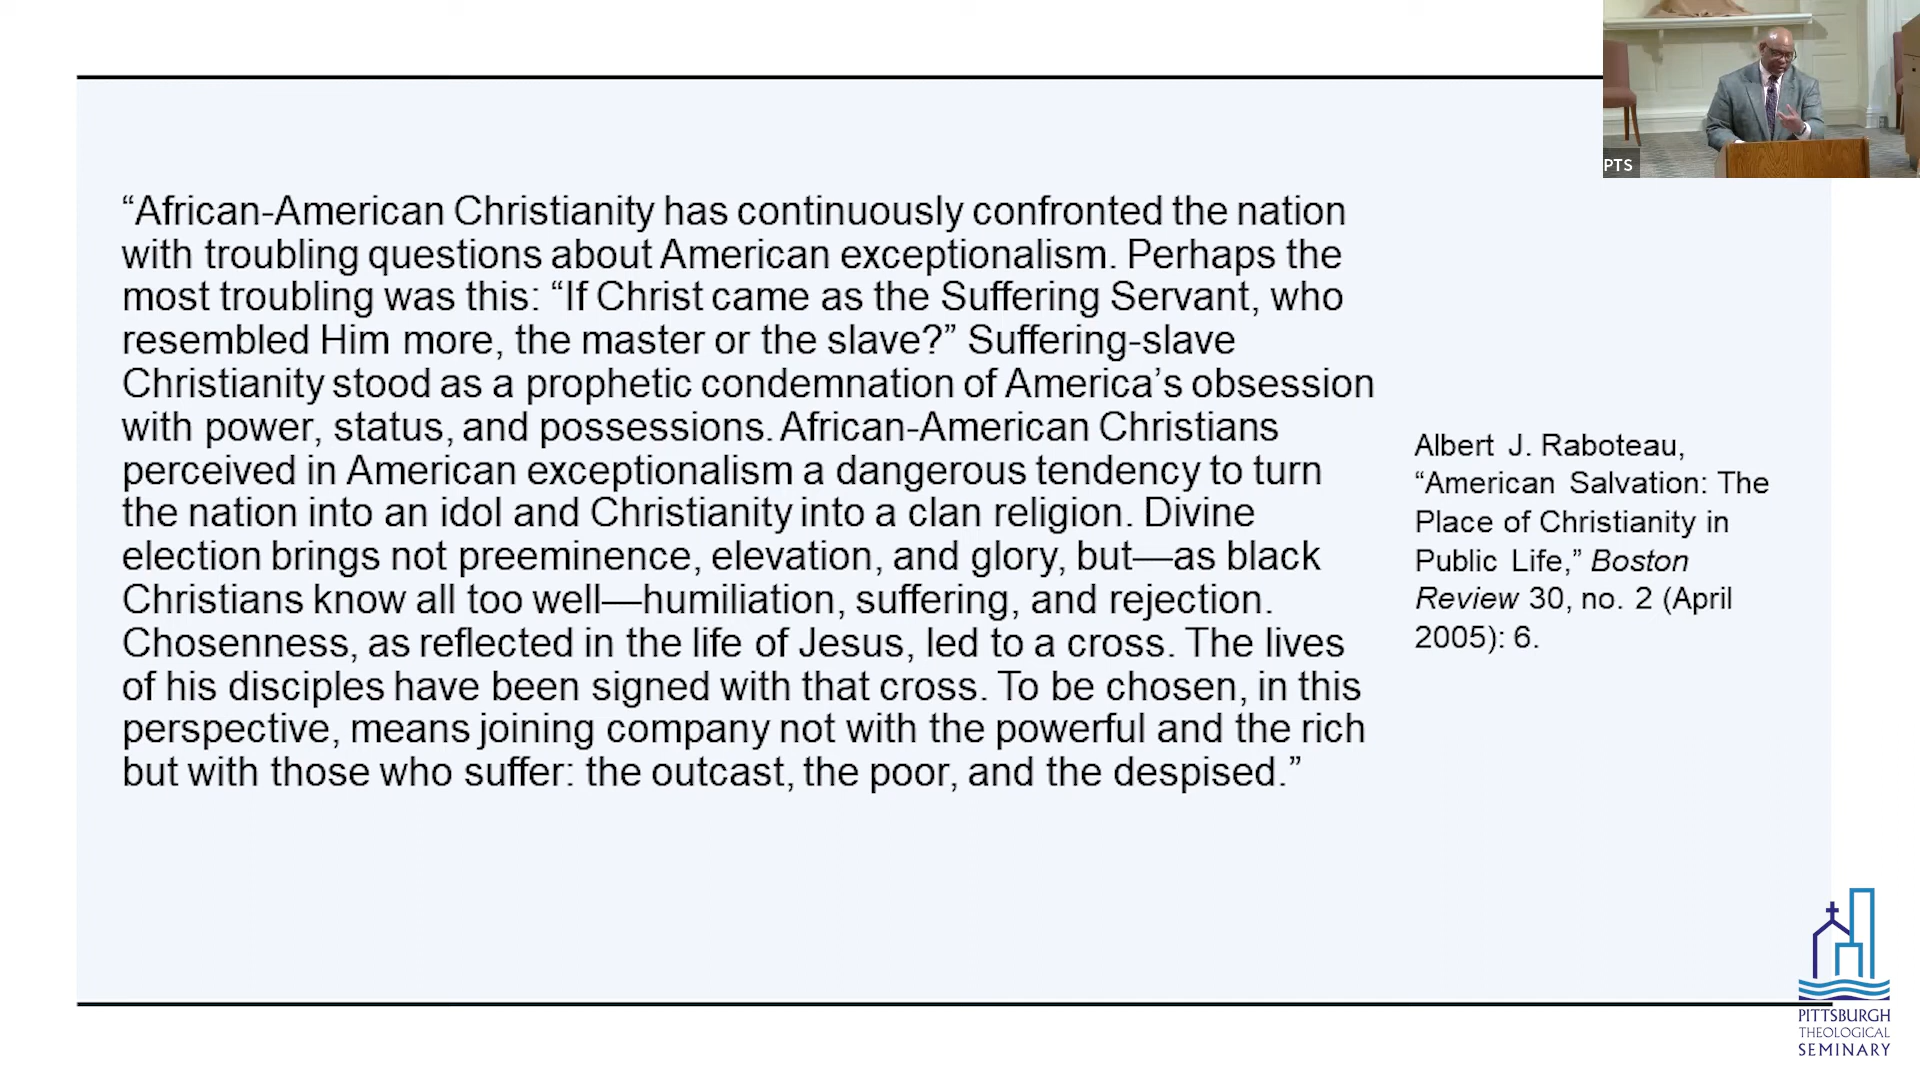 “African-American Christianity has continuously confronted the nation
with troubling questions about American exceptionalism. Perhaps the
most troubling was this: “If Christ came as the Suffering Servant, who
resembled Him more, the master or the slave?” Suffering-slave
Christianity stood as a prophetic condemnation of America’s obsession
with power, status, and possessions. African-American Christians
perceived in American exceptionalism a dangerous tendency to turn
the nation into an idol and Christianity into a clan religion. Divine
election brings not preeminence, elevation, and glory, but—as black
Christians know all too well—humiliation, suffering, and rejection.
Chosenness, as reflected in the life of Jesus, led to a cross. The lives
of his disciples have been signed with that cross. To be chosen, in this
perspective, means joining company not with the powerful and the rich
but with those who suffer: the outcast, the poor, and the despised.”
Albert J. Raboteau,
“American Salvation: The
Place of Christianity in
Public Life,” Boston
Review 30, no. 2 (April
2005): 6.
PTS
PITTSBURGH
THEOLOGICAL
SEMINARY